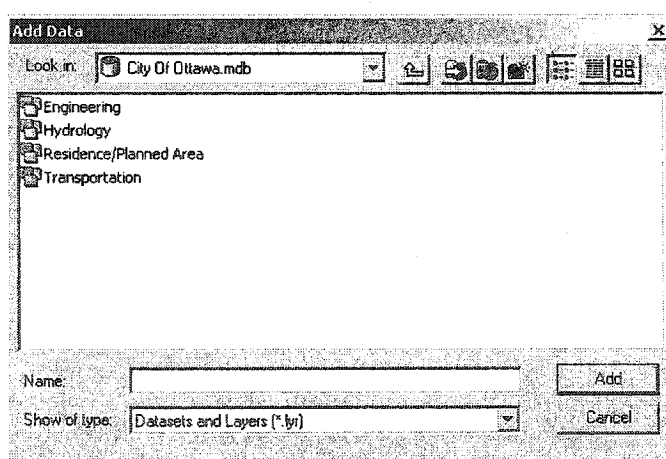 Add Data
Look in: City Of Ottawa.mdb
Engineering
Hydrology
Residence/Planned Area
Transportation
Name:
Add
Show of type: Datasets and Layers (*.lyr)
Cancel